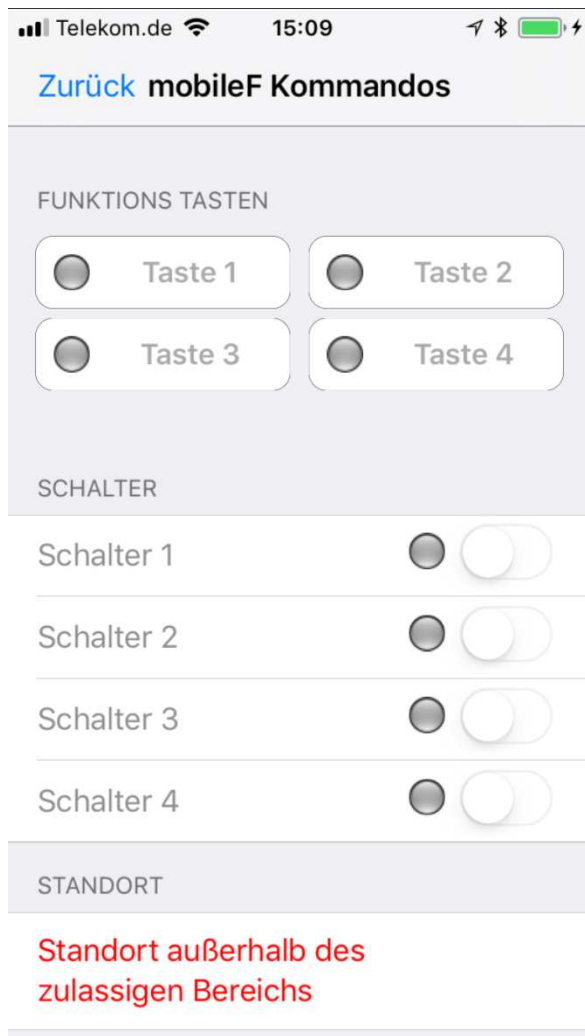 Telekom.de 15:09
Zurück mobileF Kommandos
FUNKTIONS TASTEN
Taste 1 Taste 2
Taste 3 Taste 4
SCHALTER
Schalter 1
Schalter 2
Schalter 3
Schalter 4
STANDORT
Standort außerhalb des
zulassigen Bereichs